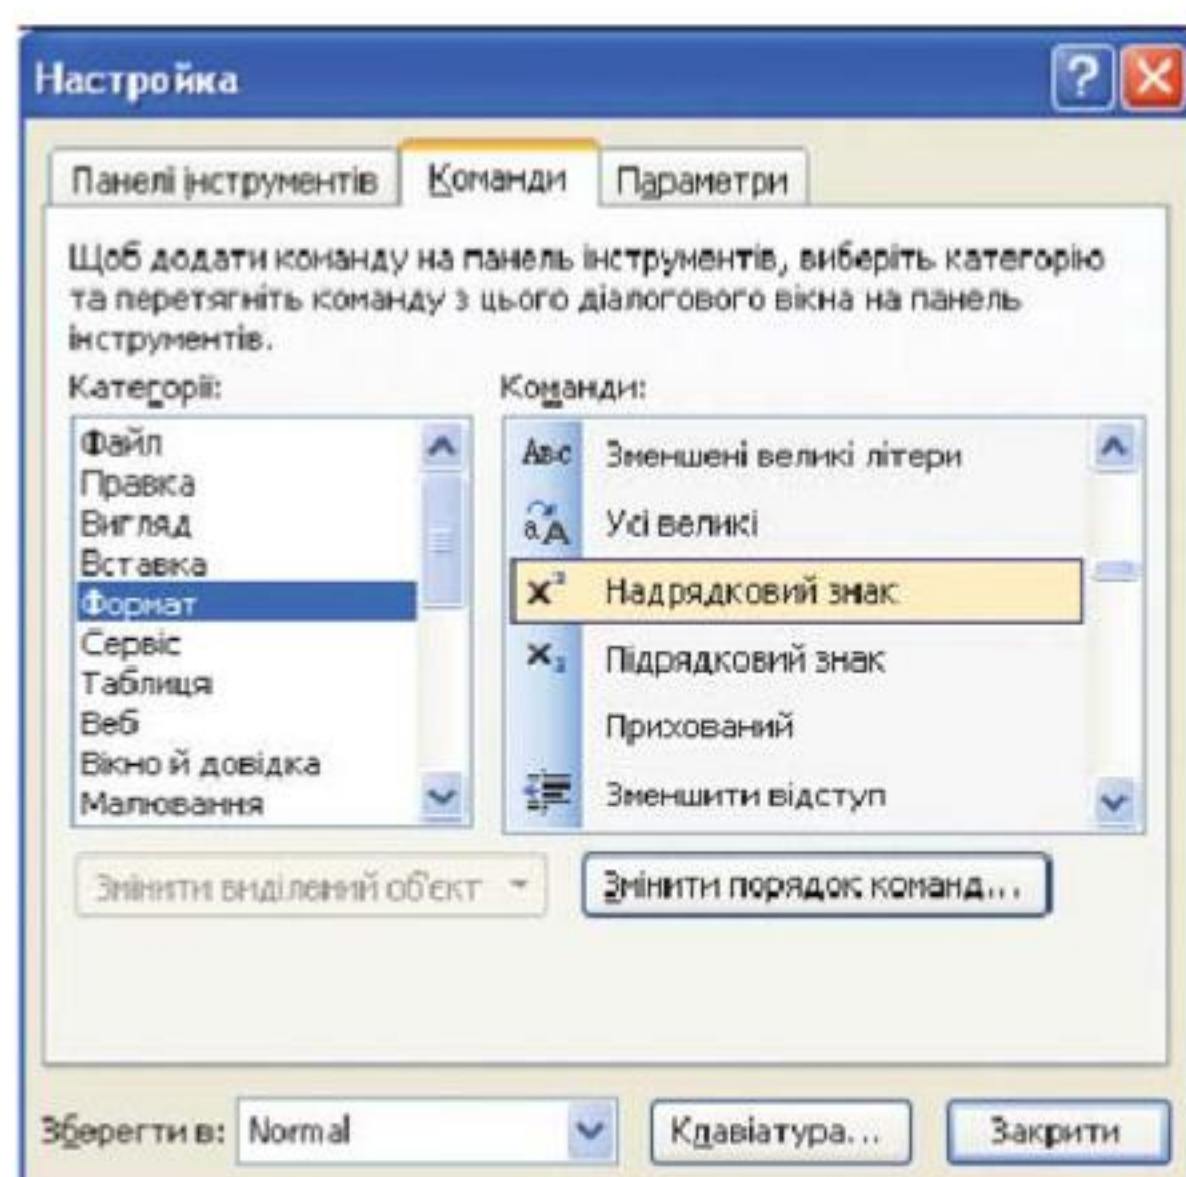 Настройка
Панелі інструментів
Команди
Параметри
Щоб додати команду на панель інструментів, виберіть категорію
та перетягніть команду з цього діалогового вікна на панель
інструментів.
Категорії:
Файл
Правка
Вигляд
Вставка
Формат
Сервіс
Таблиця
Веб
Вікно й довідка
Малювання
Команди:
Зменшені великі літери
Усі великі
Надрядковий знак
Підрядковий знак
Прихований
Зменшити відступ
Змінити виділений об'єкт
Змінити порядок команд...
Зберегти в: Normal
Клавіатура...
Закрити